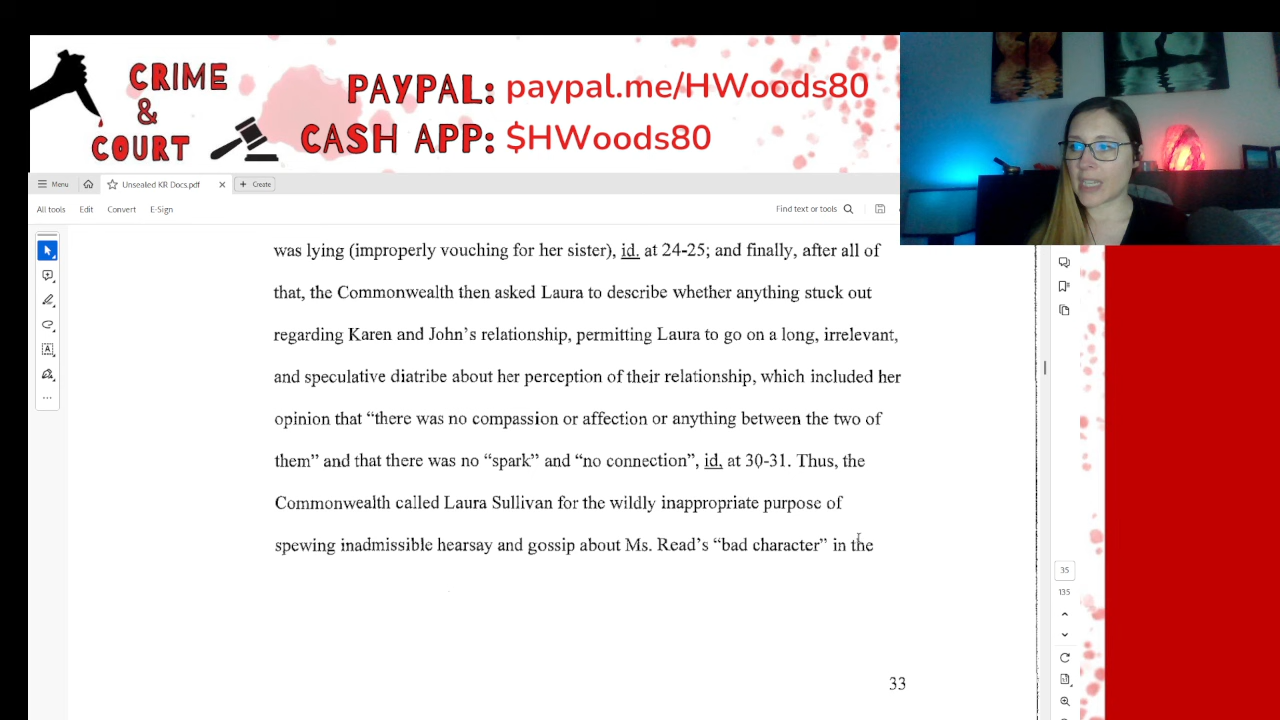 CRIME
&
COURT
PAYPAL: paypal.me/HWoods80
CASH APP: $HWoods80
Menu
Unsealed KR Docs.pdf
Create
All tools
Edit
Convert
E-Sign
Find text or tools
was lying (improperly vouching for her sister), id. at 24-25; and finally, after all of
that, the Commonwealth then asked Laura to describe whether anything stuck out
regarding Karen and John's relationship, permitting Laura to go on a long, irrelevant,
and speculative diatribe about her perception of their relationship, which included her
opinion that “there was no compassion or affection or anything between the two of
them” and that there was no “spark” and “no connection”, id, at 30-31. Thus, the
Commonwealth called Laura Sullivan for the wildly inappropriate purpose of
spewing inadmissible hearsay and gossip about Ms. Read's “bad character” in the
33
35
135